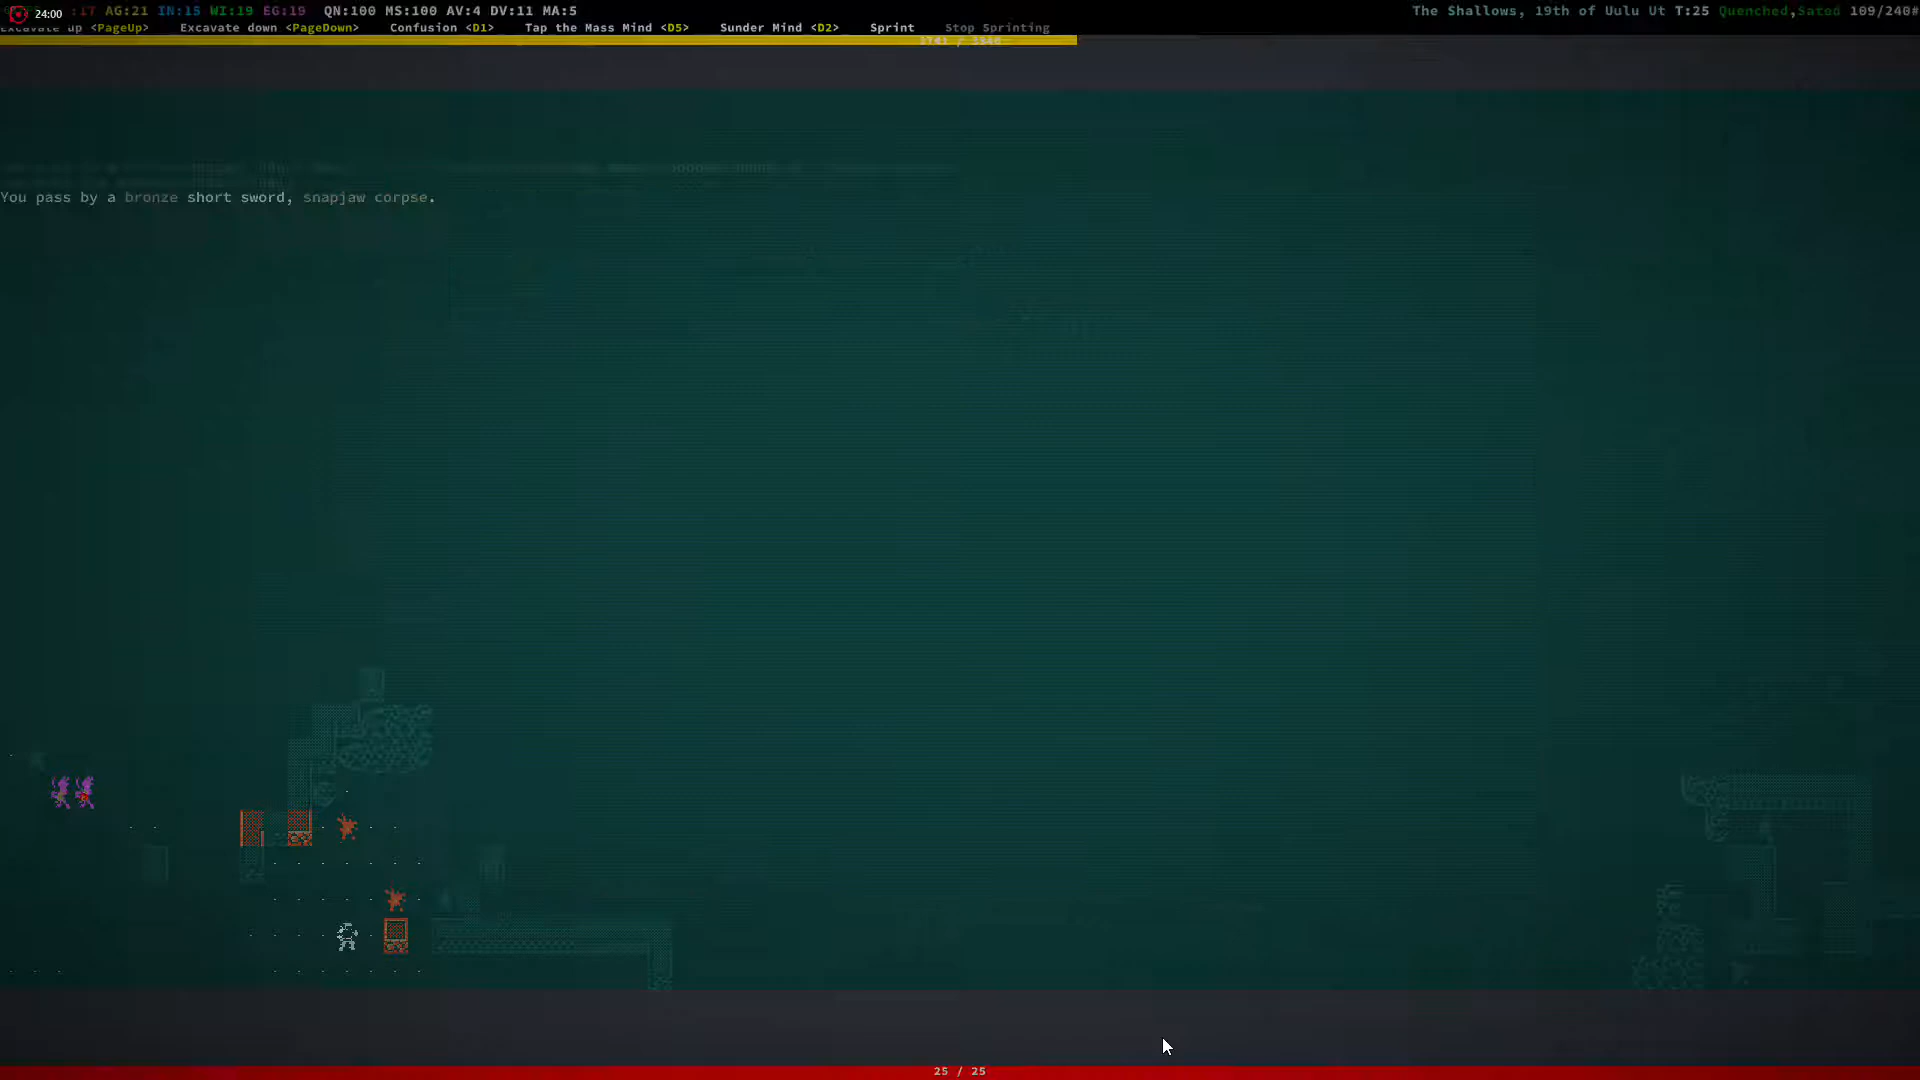 24:00 AG:21 IN:15 WI:19 EG:19 QN:100 MS:100 AV:4 DV:11 MA:5 The Shallows, 19th of Uulu Ut T:25 Quenched,Sated 109/240#
Excavate up <PageUp> Excavate down <PageDown> Confusion <D1> Tap the Mass Mind <D5> Sunder Mind <D2> Sprint Stop Sprinting
You pass by a bronze short sword, snapjaw corpse.
25 / 25